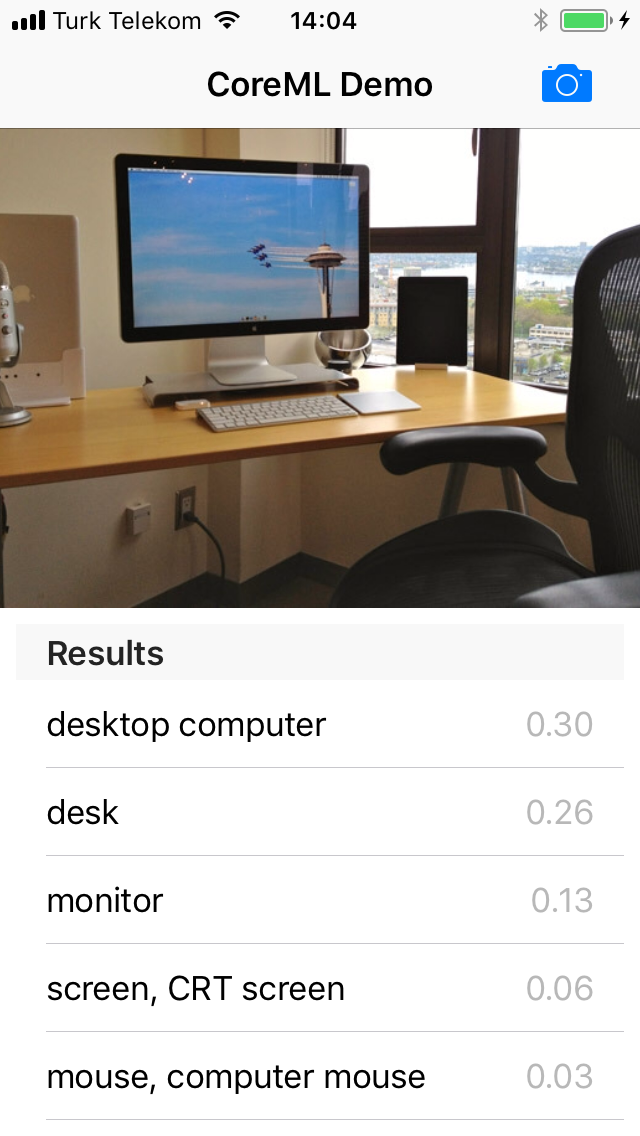 Turk Telekom 14:04
CoreML Demo
Results
desktop computer 0.30
desk 0.26
monitor 0.13
screen, CRT screen 0.06
mouse, computer mouse 0.03